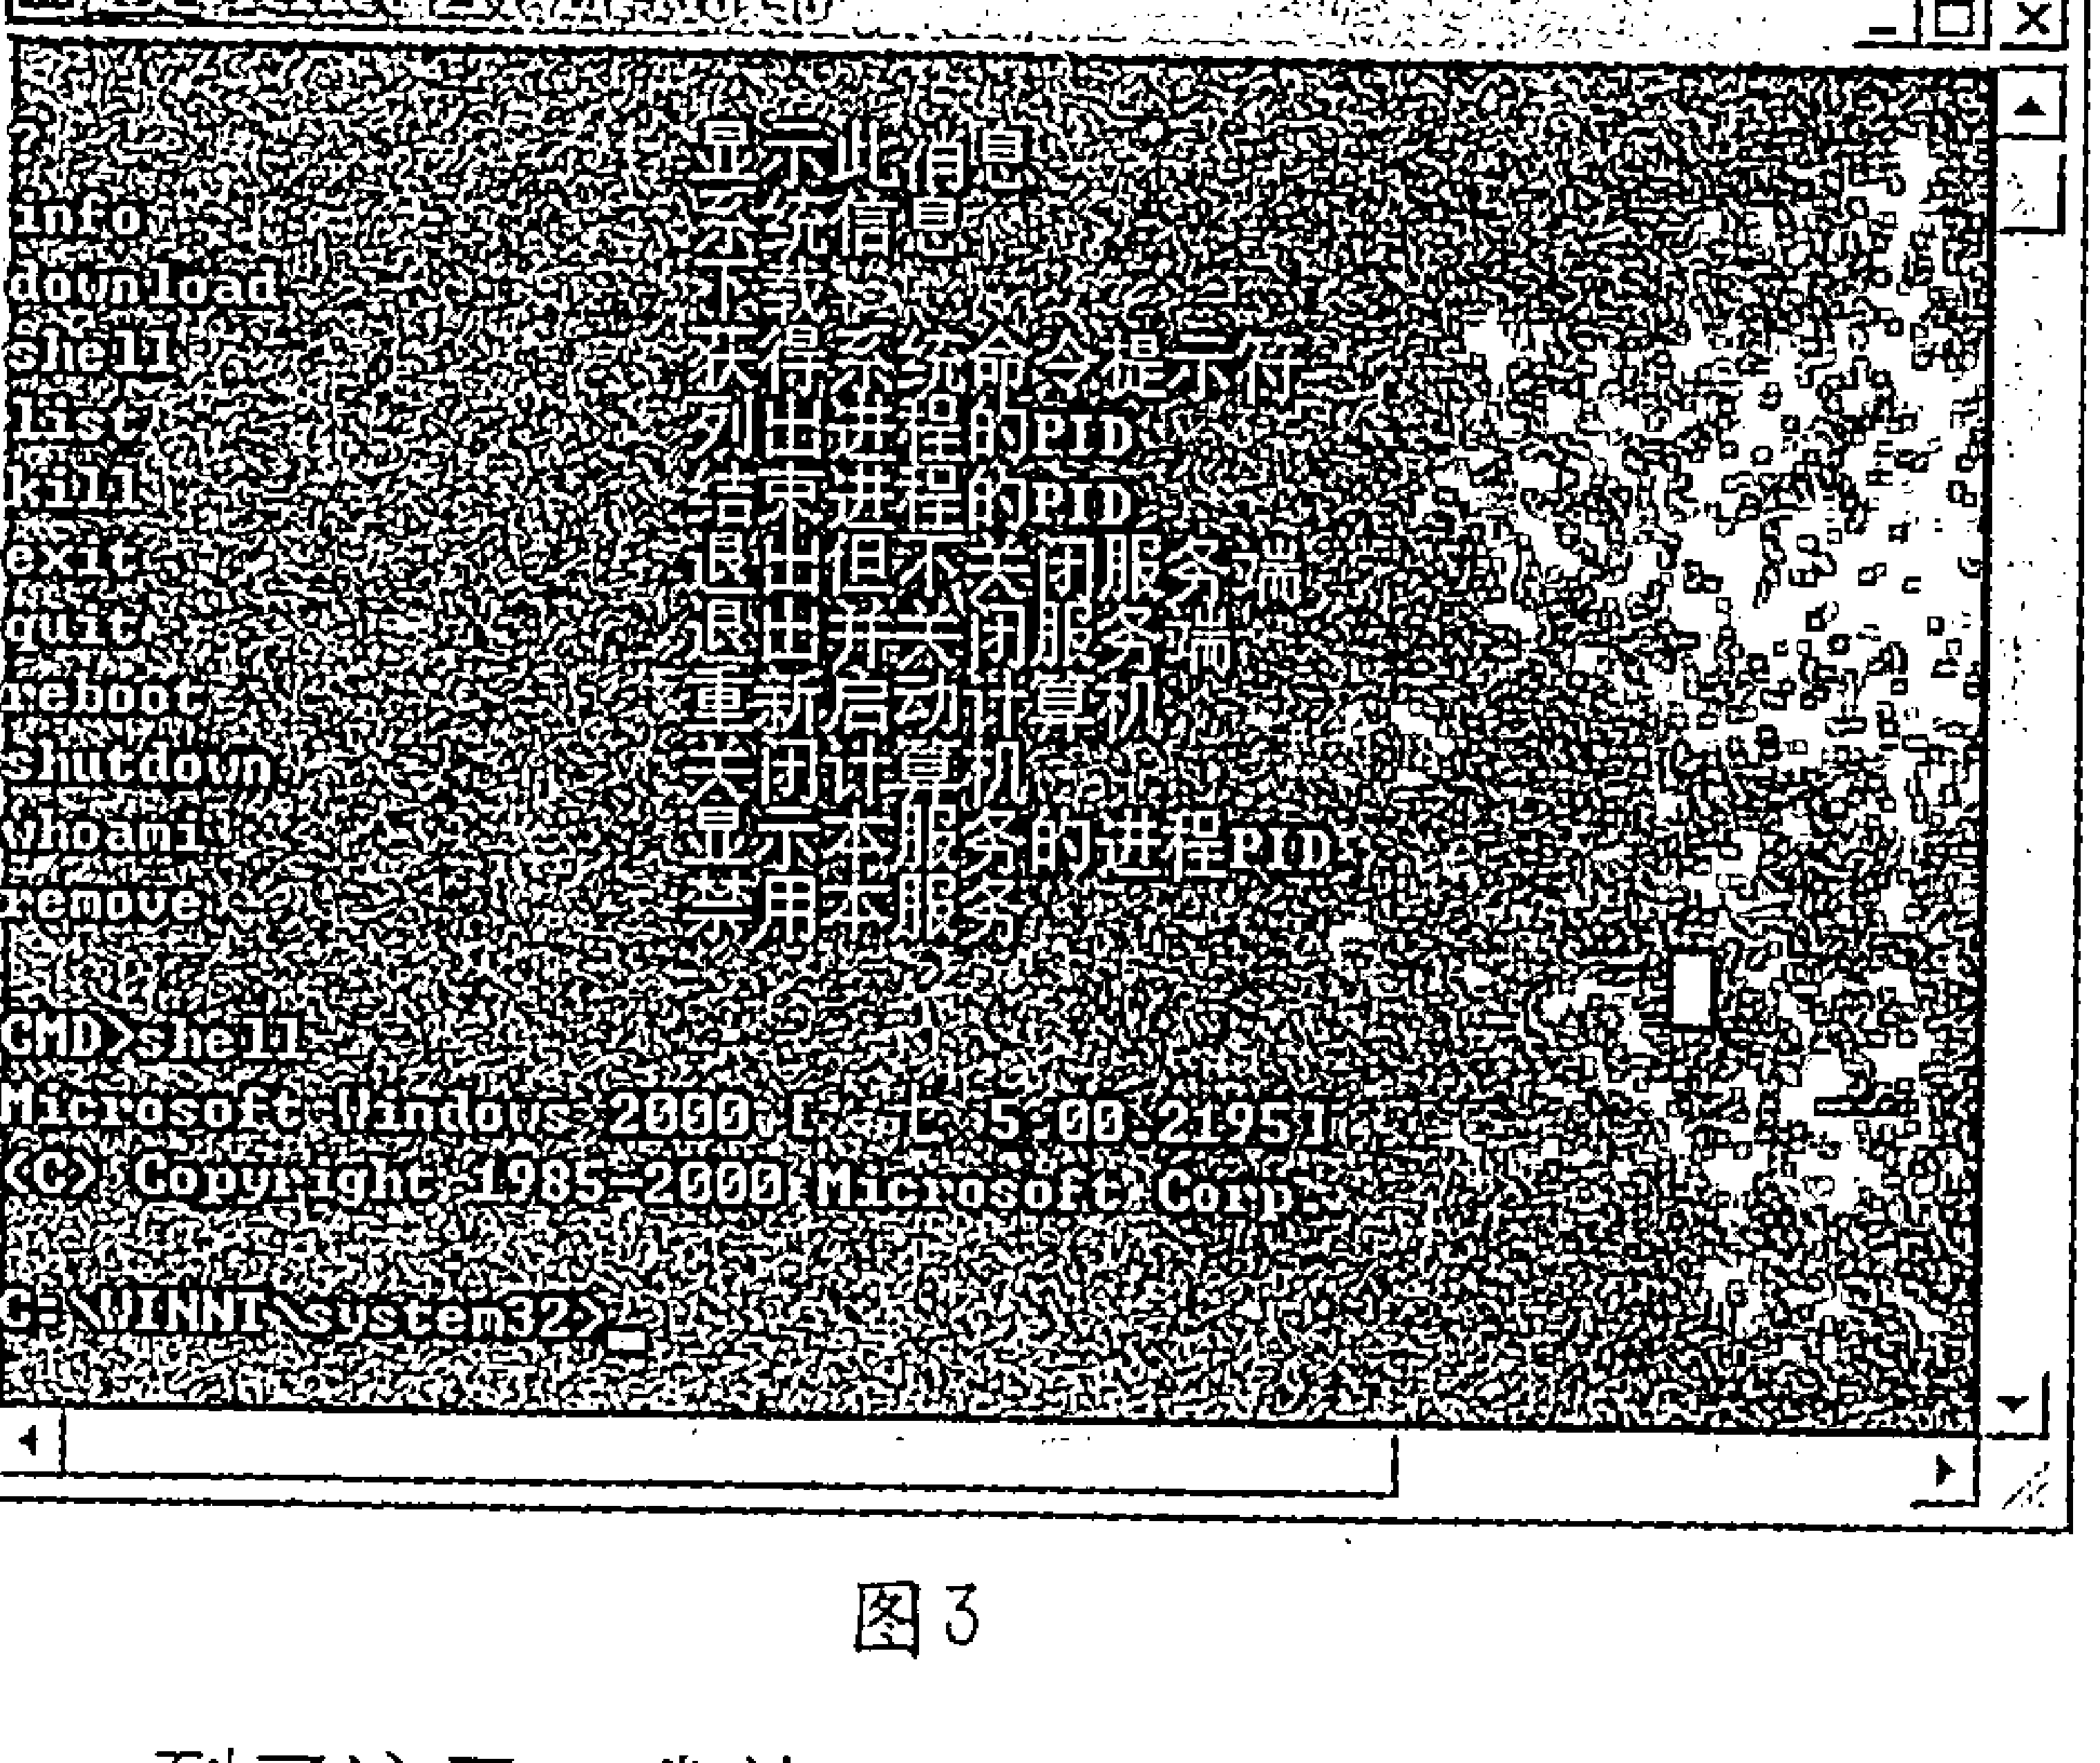 ?    显示此消息
info    系统信息
download    下载
shell    获得系统命令提示符
list    列出进程的PID
kill    结束进程的PID
exit    退出但不关闭服务端
quit    退出并关闭服务端
reboot    重新启动计算机
shutdown    关闭计算机
whoami    显示本服务的进程PID
remove    禁用本服务
CMD>shell
Microsoft Windows 2000 [ 5.00.2195]
(C) Copyright 1985-2000 Microsoft Corp.
C:\WINNT\system32>
图3